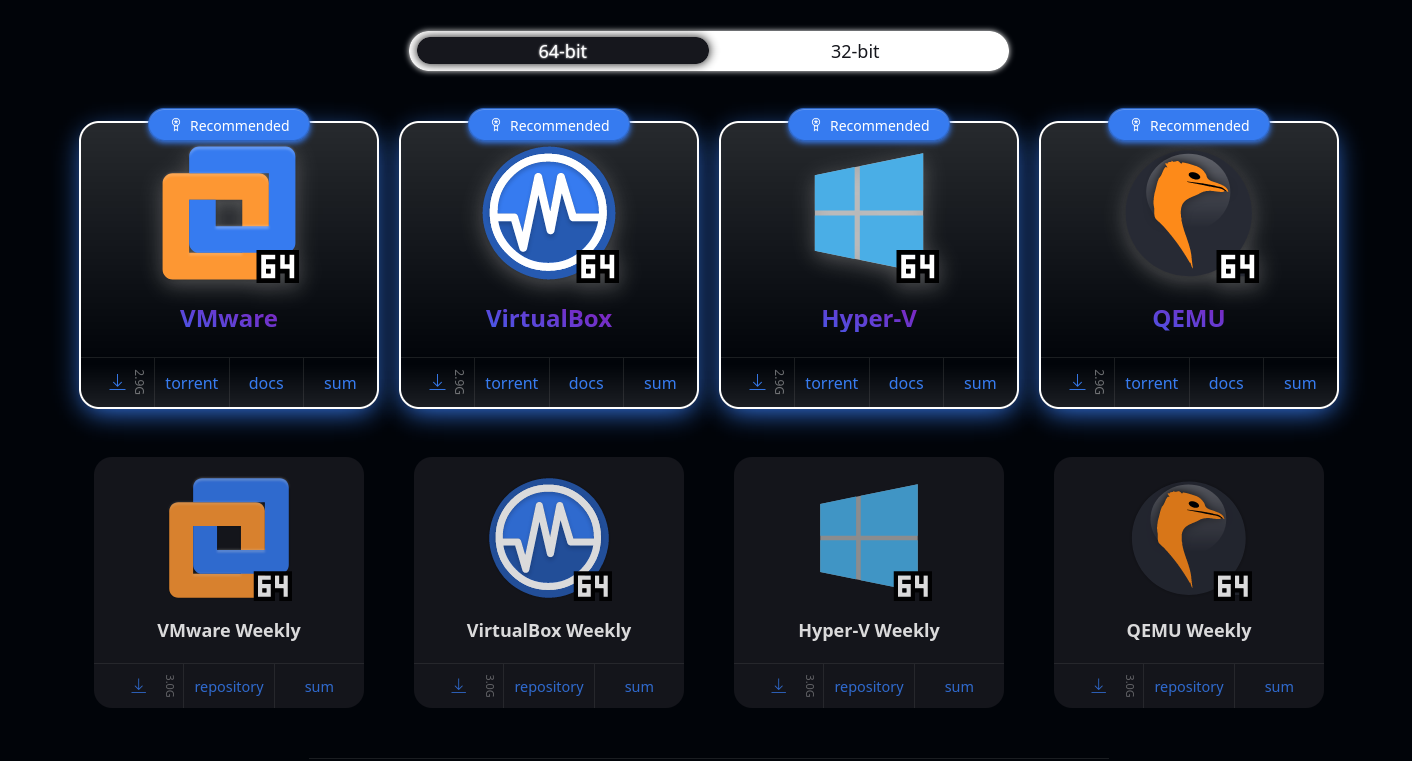 64-bit 32-bit
Recommended Recommended Recommended Recommended
64 64 64 64
VMware VirtualBox Hyper-V QEMU
2.9G torrent docs sum 2.9G torrent docs sum 2.9G torrent docs sum 2.9G torrent docs sum
64 64 64 64
VMware Weekly VirtualBox Weekly Hyper-V Weekly QEMU Weekly
3.0G repository sum 3.0G repository sum 3.0G repository sum 3.0G repository sum